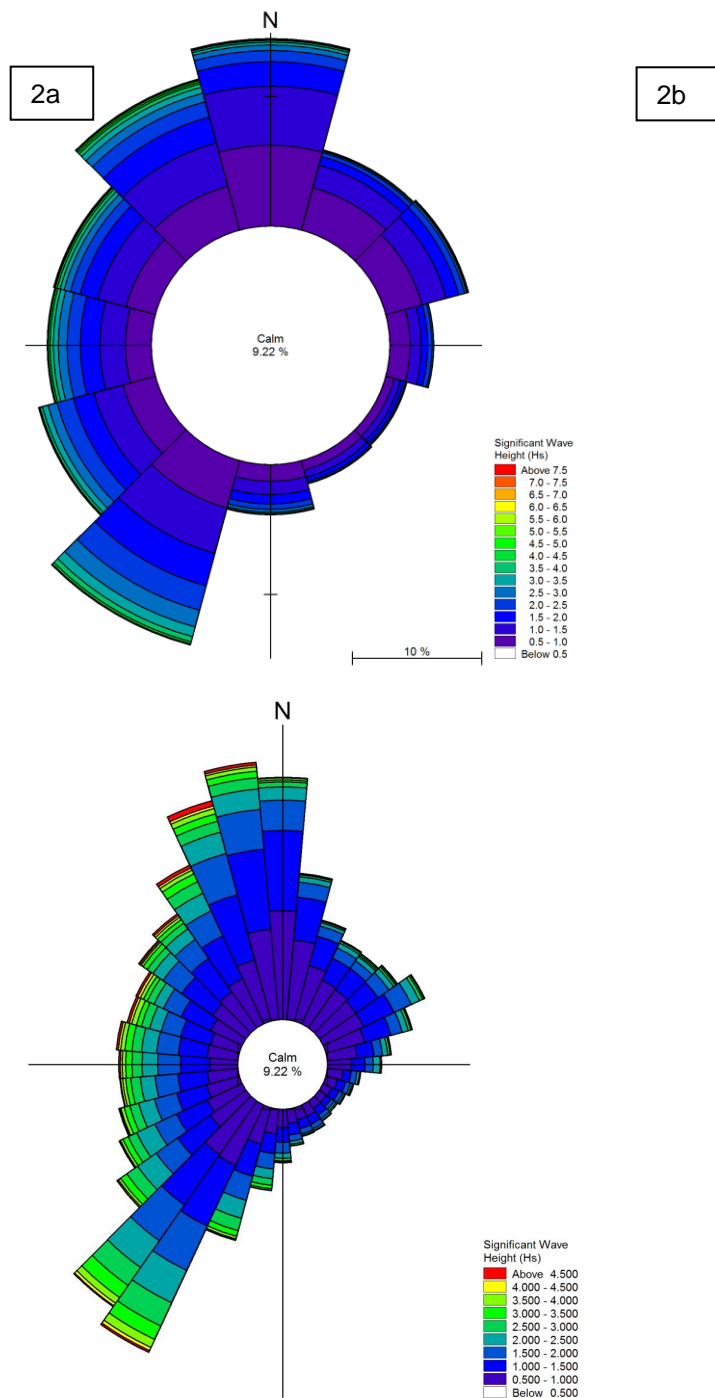 N
2a
2b
Calm
9.22 %
Significant Wave
Height (Hs)
Above 7.5
7.0 - 7.5
6.5 - 7.0
6.0 - 6.5
5.5 - 6.0
5.0 - 5.5
4.5 - 5.0
4.0 - 4.5
3.5 - 4.0
3.0 - 3.5
2.5 - 3.0
2.0 - 2.5
1.5 - 2.0
1.0 - 1.5
0.5 - 1.0
Below 0.5
10 %
N
Calm
9.22 %
Significant Wave
Height (Hs)
Above 4.500
4.000 - 4.500
3.500 - 4.000
3.000 - 3.500
2.500 - 3.000
2.000 - 2.500
1.500 - 2.000
1.000 - 1.500
0.500 - 1.000
Below 0.500